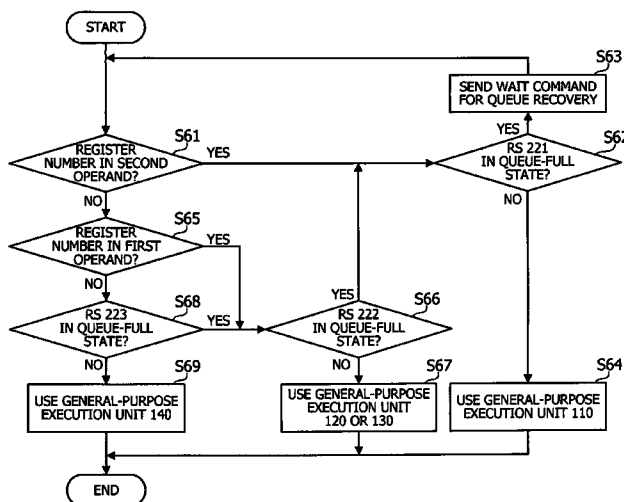 START
S63
SEND WAIT COMMAND
FOR QUEUE RECOVERY
S61
REGISTER
NUMBER IN SECOND
OPERAND?
YES
NO
YES
S62
RS 221
IN QUEUE-FULL
STATE?
NO
S65
REGISTER
NUMBER IN FIRST
OPERAND?
YES
NO
S68
RS 223
IN QUEUE-FULL
STATE?
YES
NO
YES
S66
RS 222
IN QUEUE-FULL
STATE?
NO
S69
USE GENERAL-PURPOSE
EXECUTION UNIT 140
S67
USE GENERAL-PURPOSE
EXECUTION UNIT
120 OR 130
S64
USE GENERAL-PURPOSE
EXECUTION UNIT 110
END